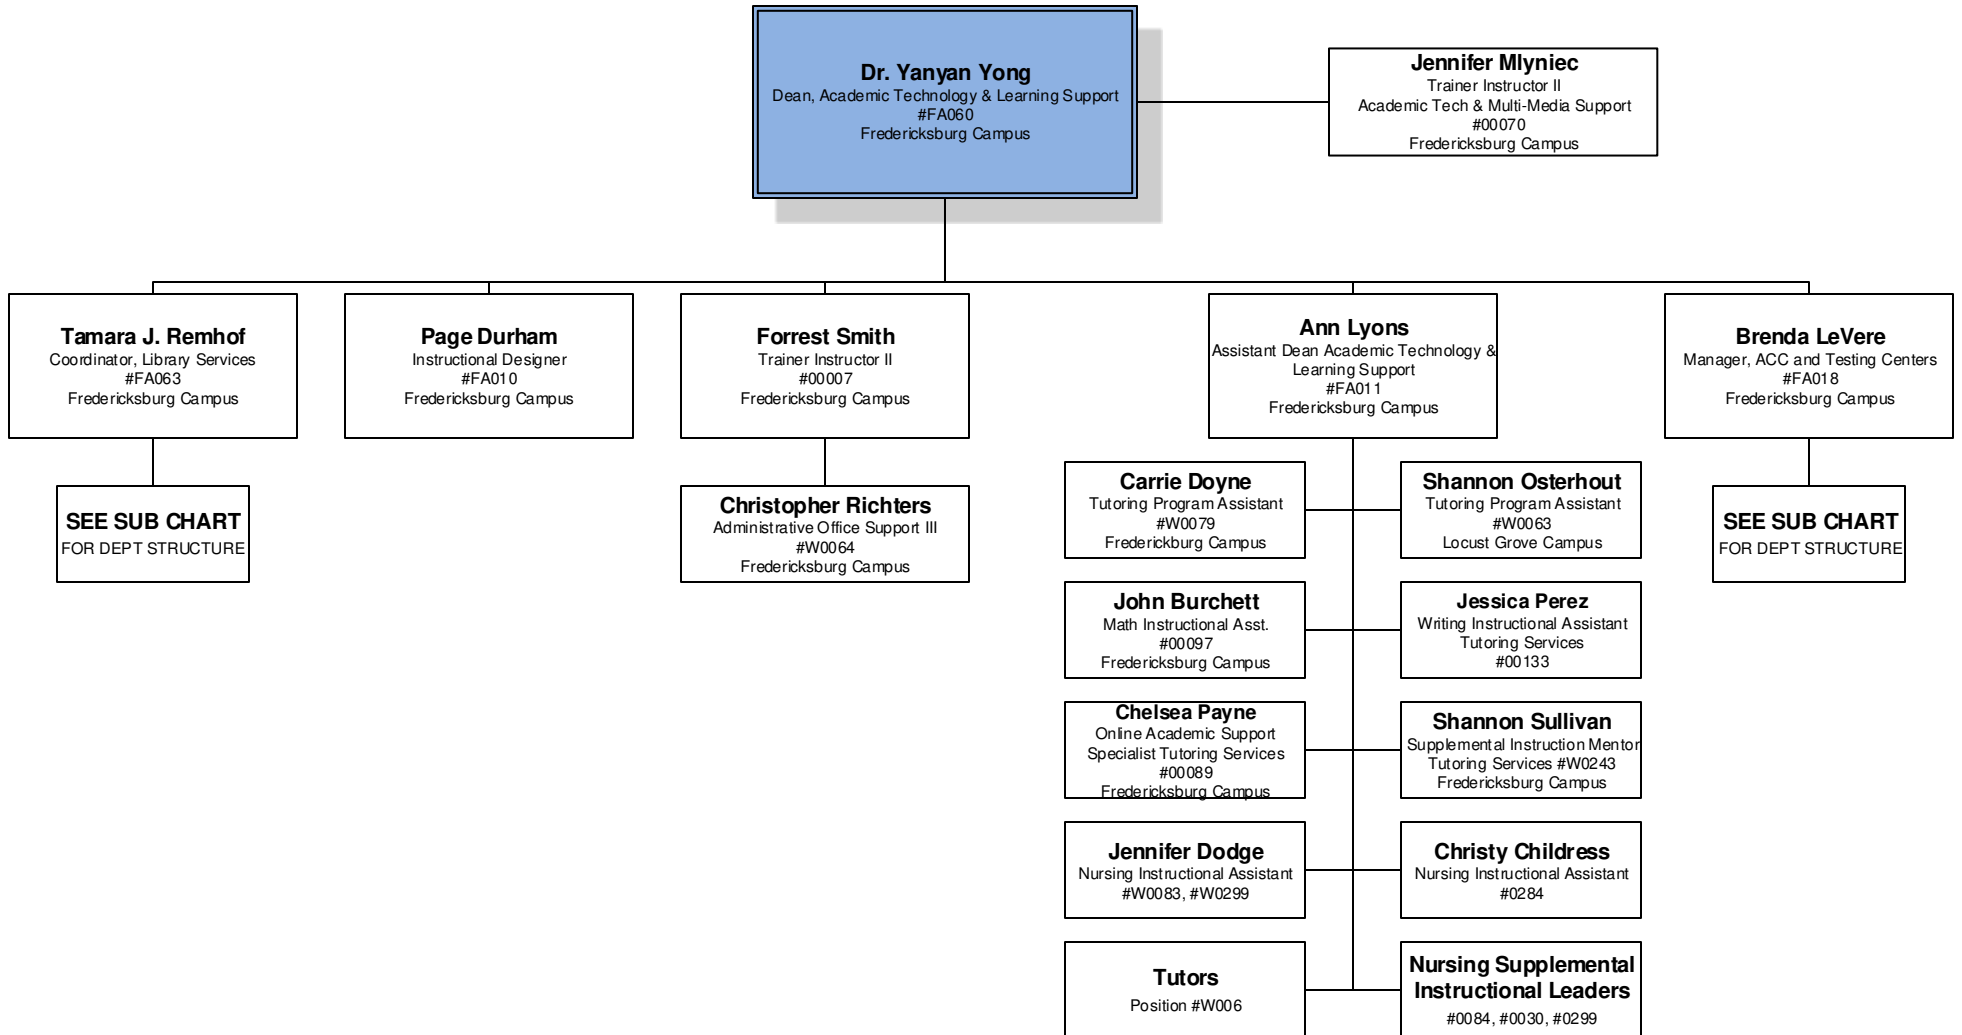 Dr. Yanyan Yong
Dean, Academic Technology & Learning Support
#FA060
Fredericksburg Campus
Jennifer Mlyniec
Trainer Instructor II
Academic Tech & Multi-Media Support
#00070
Fredericksburg Campus
Tamara J. Remhof
Coordinator, Library Services
#FA063
Fredericksburg Campus
Page Durham
Instructional Designer
#FA010
Fredericksburg Campus
Forrest Smith
Trainer Instructor II
#00007
Fredericksburg Campus
Ann Lyons
Assistant Dean Academic Technology &
Learning Support
#FA011
Fredericksburg Campus
Brenda LeVere
Manager, ACC and Testing Centers
#FA018
Fredericksburg Campus
SEE SUB CHART
FOR DEPT STRUCTURE
Christopher Richters
Administrative Office Support III
#W0064
Fredericksburg Campus
Carrie Doyne
Tutoring Program Assistant
#W0079
Frederickburg Campus
Shannon Osterhout
Tutoring Program Assistant
#W0063
Locust Grove Campus
SEE SUB CHART
FOR DEPT STRUCTURE
John Burchett
Math Instructional Asst.
#00097
Fredericksburg Campus
Jessica Perez
Writing Instructional Assistant
Tutoring Services
#00133
Chelsea Payne
Online Academic Support
Specialist Tutoring Services
#00089
Fredericksburg Campus
Shannon Sullivan
Supplemental Instruction Mentor
Tutoring Services #W0243
Fredericksburg Campus
Jennifer Dodge
Nursing Instructional Assistant
#W0083, #W0299
Christy Childress
Nursing Instructional Assistant
#0284
Tutors
Position #W006
Nursing Supplemental
Instructional Leaders
#0084, #0030, #0299